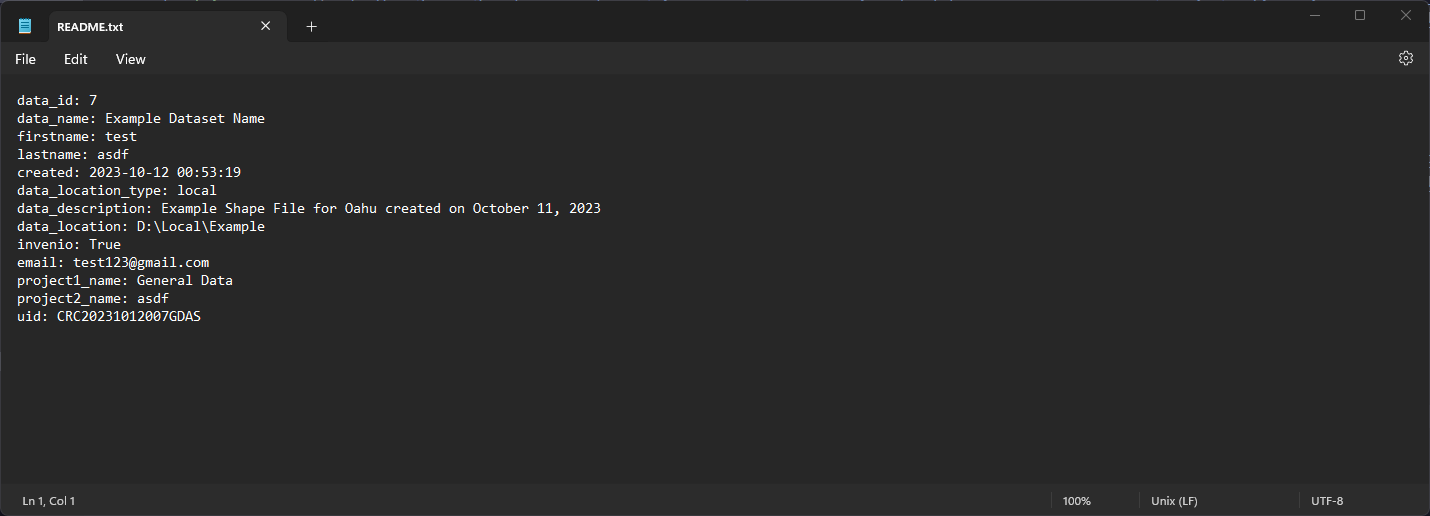 README.txt
File Edit View
data_id: 7
data_name: Example Dataset Name
firstname: test
lastname: asdf
created: 2023-10-12 00:53:19
data_location_type: local
data_description: Example Shape File for Oahu created on October 11, 2023
data_location: D:\Local\Example
invenio: True
email: test123@gmail.com
project1_name: General Data
project2_name: asdf
uid: CRC20231012007GDAS
Ln 1, Col 1 100% Unix (LF) UTF-8